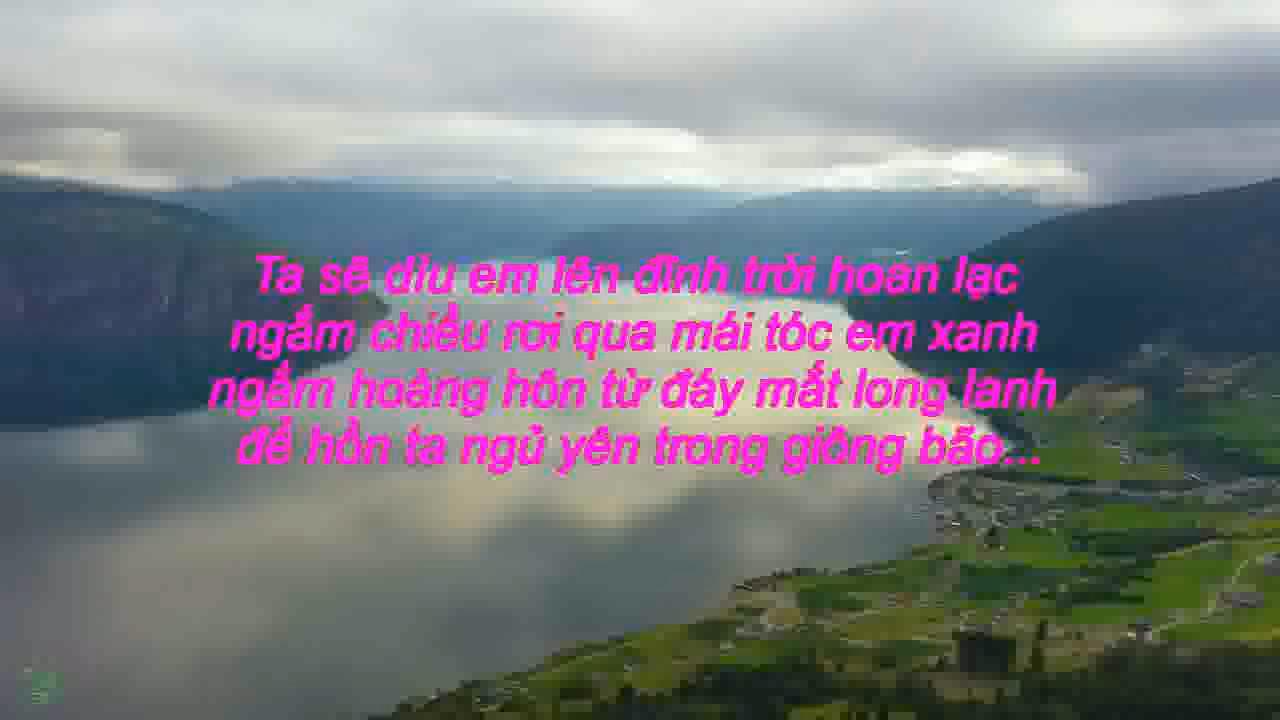 Ta sẽ dìu em lên đỉnh trời hoan lạc
ngắm chiều rơi qua mái tóc em xanh
ngắm hoàng hôn từ đáy mắt long lanh
để hồn ta ngủ yên trong giông bão...